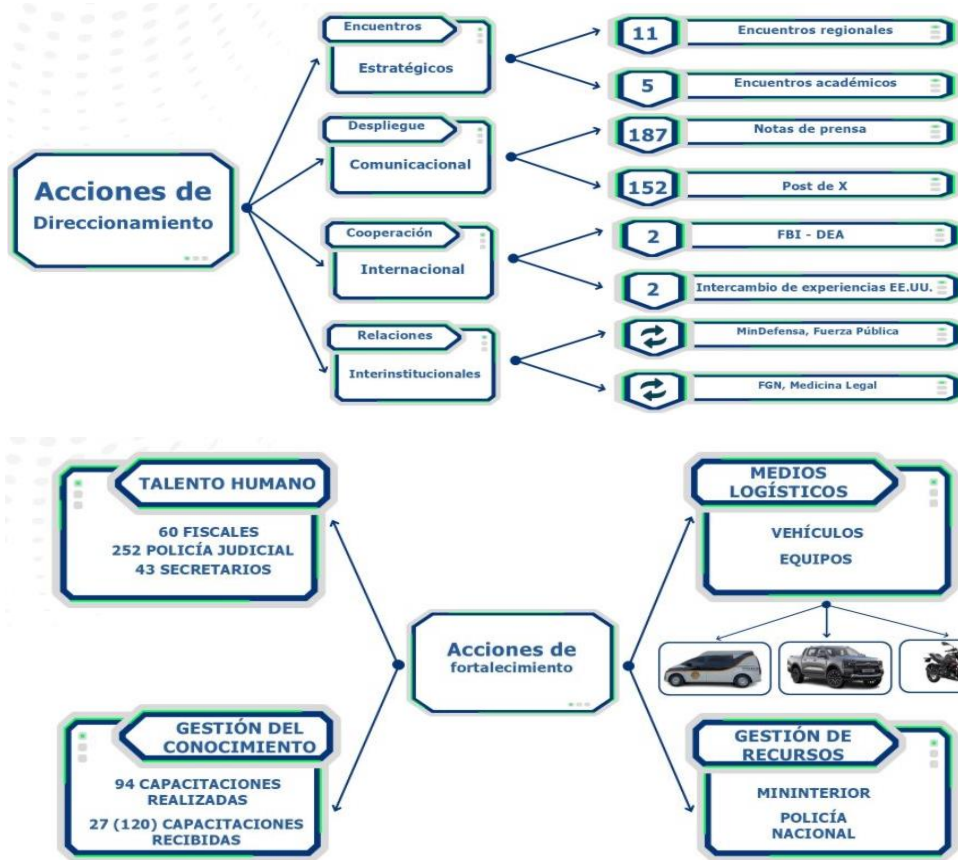 Encuentros
Estratégicos
11
Encuentros regionales
5
Encuentros académicos
Despliegue
Comunicacional
187
Notas de prensa
152
Post de X
Acciones de
Direccionamiento
Cooperación
Internacional
2
FBI - DEA
2
Intercambio de experiencias EE.UU.
Relaciones
Interinstitucionales
MinDefensa, Fuerza Pública
FGN, Medicina Legal
TALENTO HUMANO
60 FISCALES
252 POLICÍA JUDICIAL
43 SECRETARIOS
MEDIOS
LOGÍSTICOS
VEHÍCULOS
EQUIPOS
Acciones de
fortalecimiento
GESTIÓN DEL
CONOCIMIENTO
94 CAPACITACIONES
REALIZADAS
27 (120) CAPACITACIONES
RECIBIDAS
GESTIÓN DE
RECURSOS
MININTERIOR
POLICÍA
NACIONAL